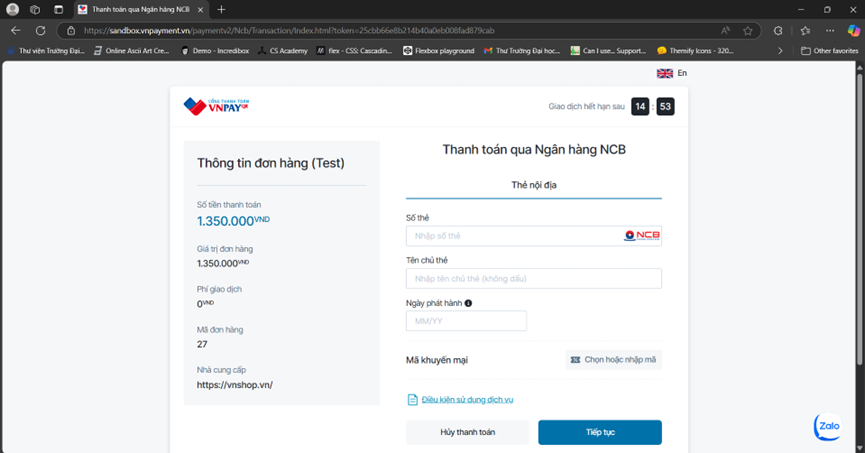 Thanh toán qua Ngân hàng NCB
https://sandbox.vnpayment.vn/paymentv2/Ncb/Transaction/Index.html?token=25cbb66e8b214b40a0eb008fad879cab
Thư viện Trường Đại...
Online Ascii Art Cre...
Demo - Incredibox
CS Academy
flex - CSS: Cascadin...
Flexbox playground
Thư Trường Đại hoc...
Can I use... Support...
Themify Icons - 320...
Other favorites
En
CỔNG THANH TOÁN
VNPAY QR
Giao dịch hết hạn sau 14 : 53
Thông tin đơn hàng (Test)
Số tiền thanh toán
1.350.000VND
Giá trị đơn hàng
1.350.000VND
Phí giao dịch
0VND
Mã đơn hàng
27
Nhà cung cấp
https://vnshop.vn/
Thanh toán qua Ngân hàng NCB
Thẻ nội địa
Số thẻ
Nhập số thẻ
NCB
Tên chủ thẻ
Nhập tên chủ thẻ (không dấu)
Ngày phát hành
MM/YY
Mã khuyến mại
Chọn hoặc nhập mã
Điều kiện sử dụng dịch vụ
Hủy thanh toán
Tiếp tục
Zalo